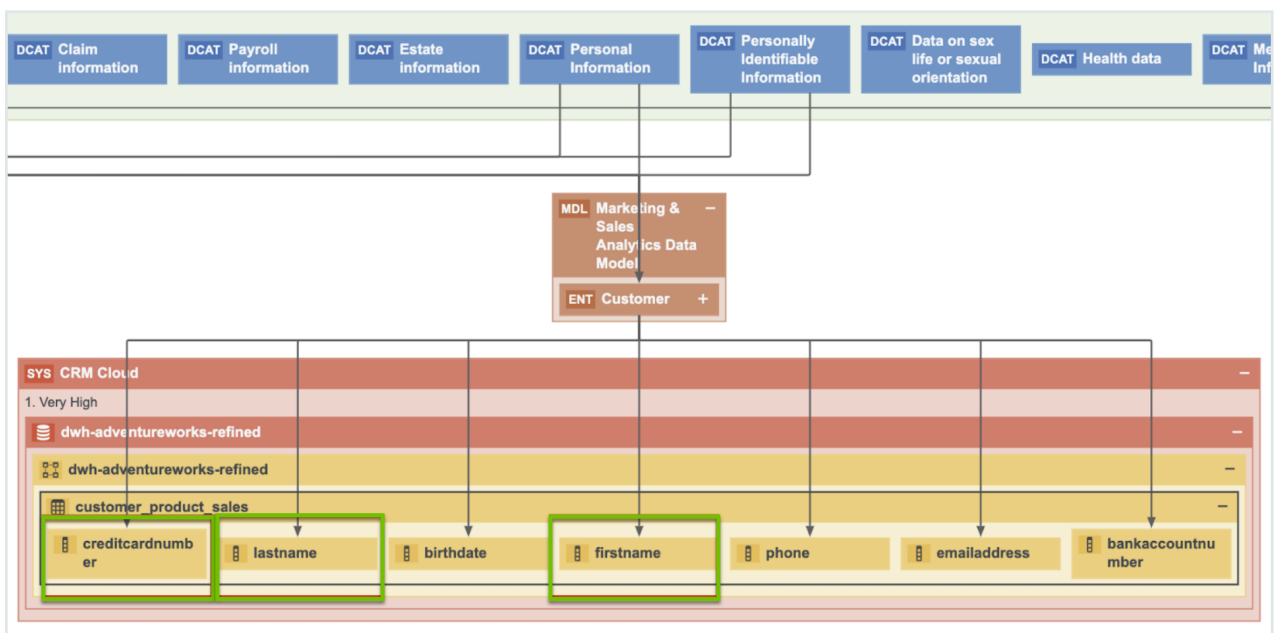 DCAT Claim
information
DCAT Payroll
information
DCAT Estate
information
DCAT Personal
Information
DCAT Personally
Identifiable
Information
DCAT Data on sex
life or sexual
orientation
DCAT Health data
DCAT Me
Inf
MDL Marketing &
Sales
Analytics Data
Model
ENT Customer
SYS CRM Cloud
1. Very High
dwh-adventureworks-refined
dwh-adventureworks-refined
customer_product_sales
creditcardnumb
er
lastname
birthdate
firstname
phone
emailaddress
bankaccountnu
mber